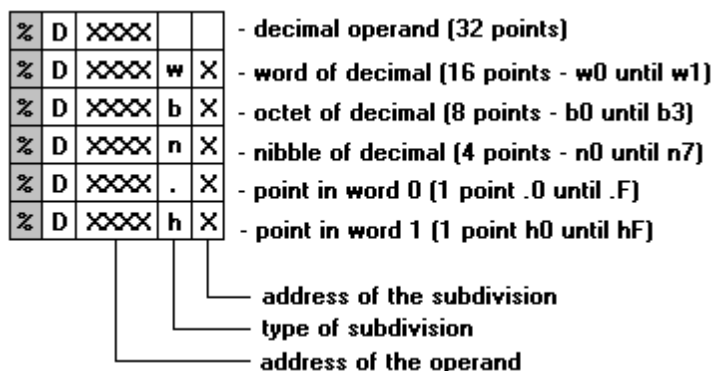 % D XXXX - decimal operand (32 points)
% D XXXX w X - word of decimal (16 points - w0 until w1)
% D XXXX b X - octet of decimal (8 points - b0 until b3)
% D XXXX n X - nibble of decimal (4 points - n0 until n7)
% D XXXX . X - point in word 0 (1 point .0 until .F)
% D XXXX h X - point in word 1 (1 point h0 until hF)
address of the subdivision
type of subdivision
address of the operand